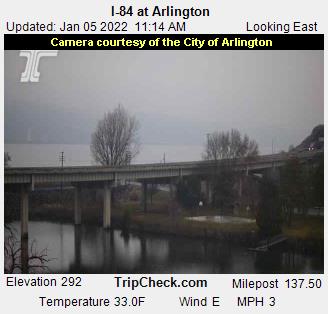 I-84 at Arlington
Updated: Jan 05 2022 11:14 AM Looking East
Camera courtesy of the City of Arlington
Elevation 292 TripCheck.com Milepost 137.50
Temperature 33.0F Wind E MPH 3